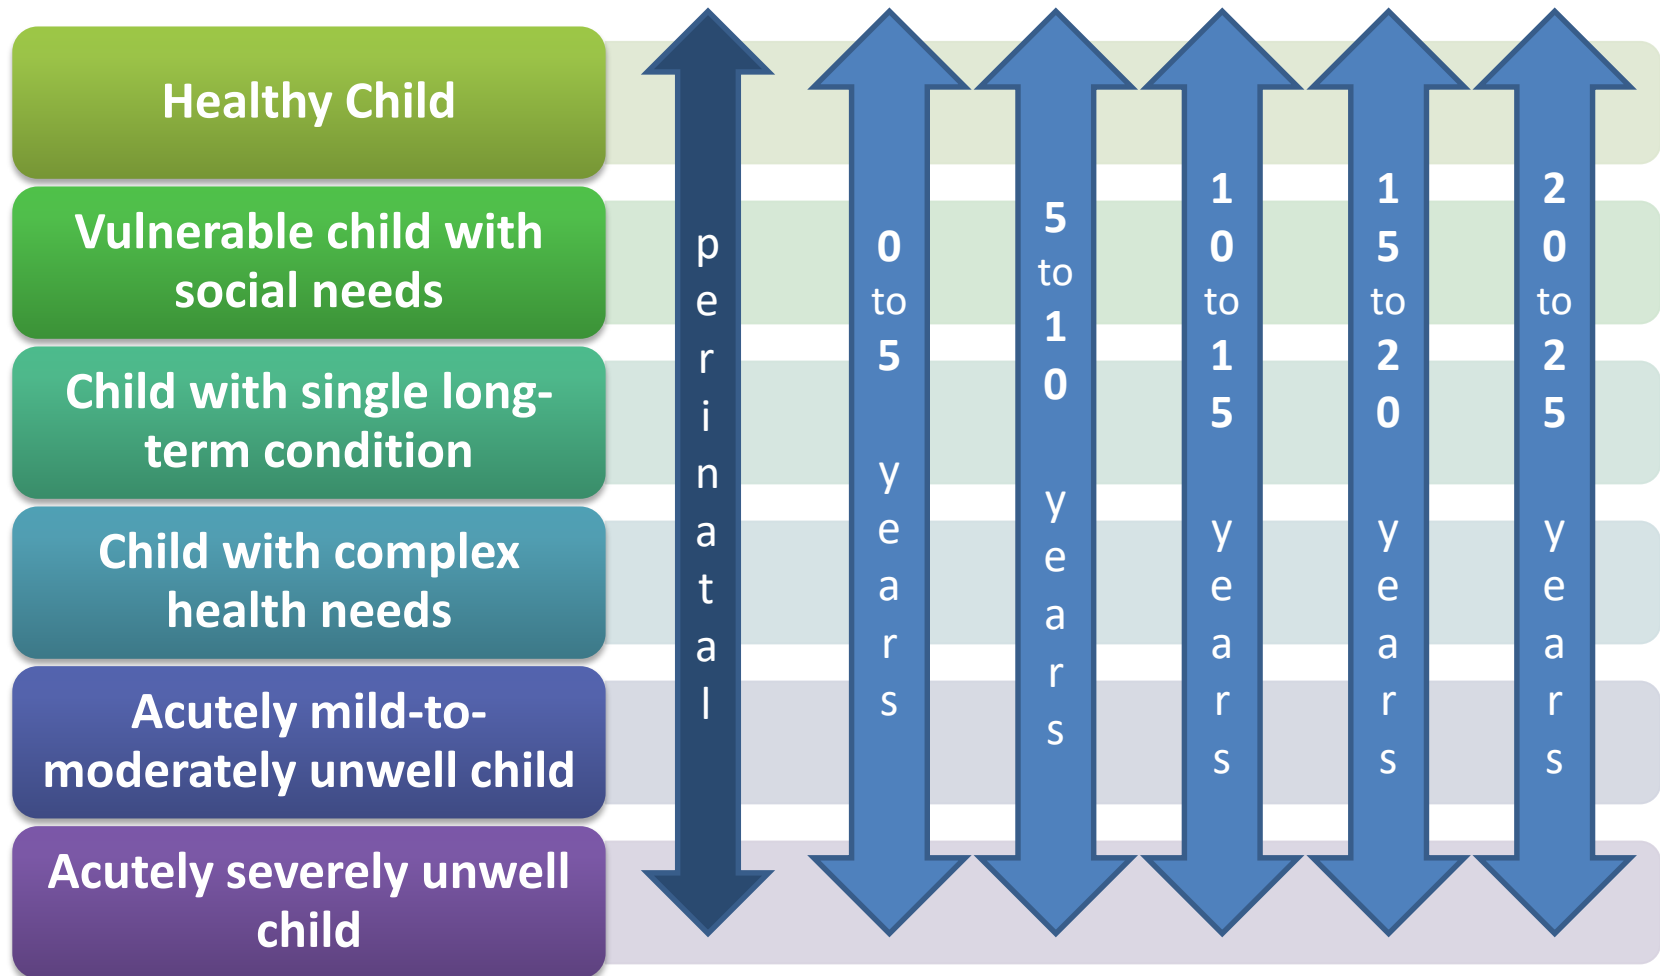 Healthy Child
Vulnerable child with
social needs
Child with single long-
term condition
Child with complex
health needs
Acutely mild-to-
moderately unwell child
Acutely severely unwell
child
perinatal
0 to 5 years
5 to 10 years
10 to 15 years
15 to 20 years
20 to 25 years